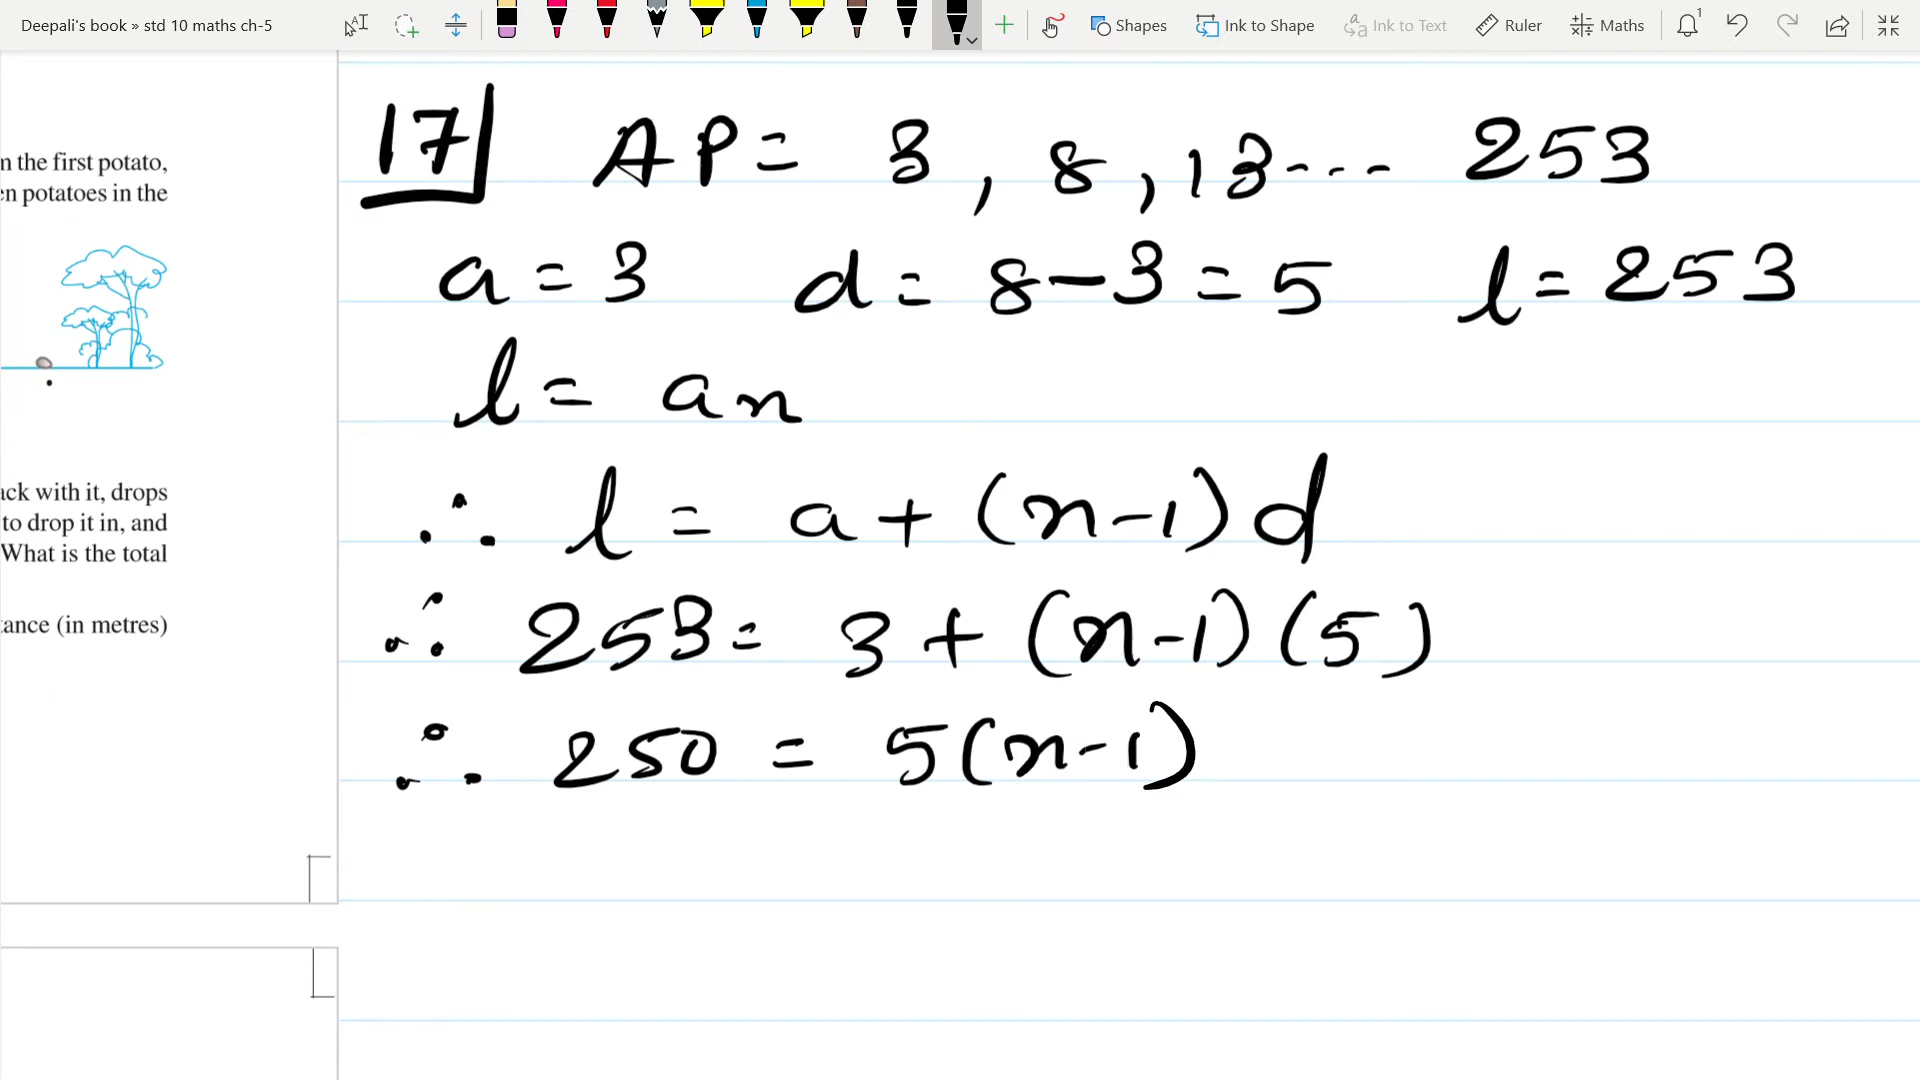 Deepali's book » std 10 maths ch-5
Shapes
Ink to Shape
Ink to Text
Ruler
Maths
1
n the first potato,
en potatoes in the
ack with it, drops
to drop it in, and
What is the total
tance (in metres)
17 AP = 3, 8, 13 --- 253
a = 3 d = 8 - 3 = 5 l = 253
l = an
∴ l = a + (n-1) d
∴ 253 = 3 + (n-1) (5)
∴ 250 = 5(n-1)